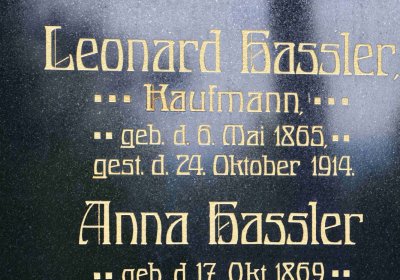 Leonard Hassler,
Kaufmann,
geb. d. 6. Mai 1865,
gest. d. 24. Oktober 1914.
Anna Hassler
geb. d. 17. Okt. 1869